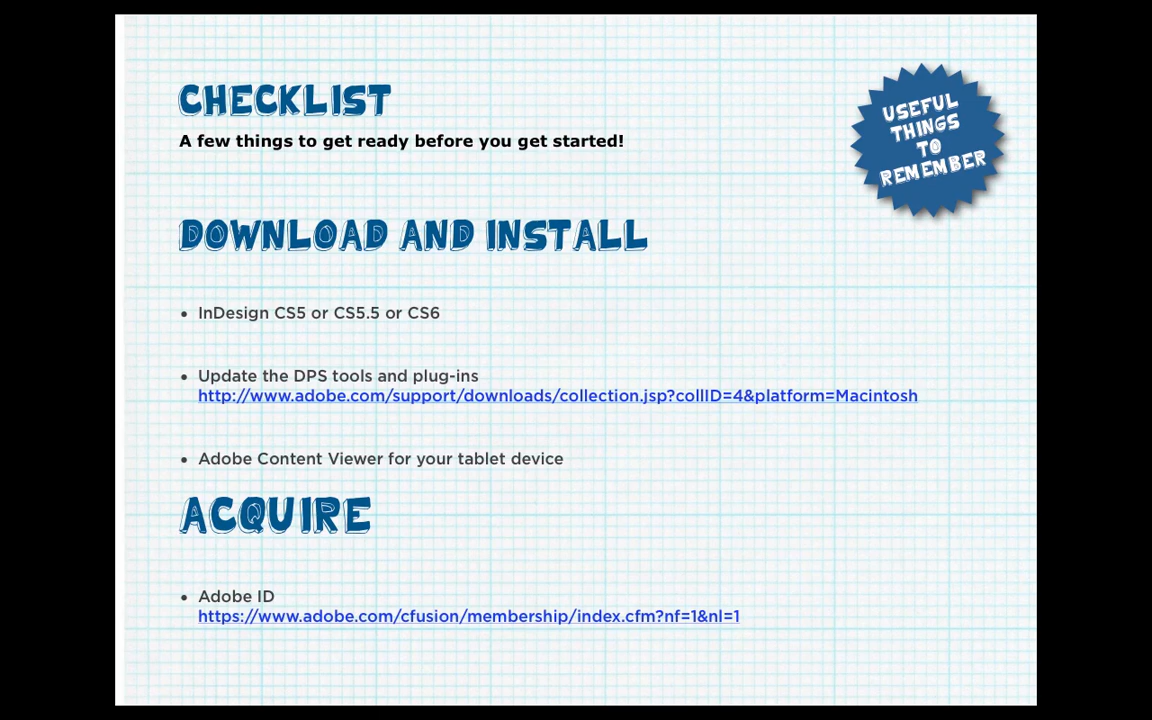 CHECKLIST
A few things to get ready before you get started!
USEFUL
THINGS
TO
REMEMBER
DOWNLOAD AND INSTALL
• InDesign CS5 or CS5.5 or CS6
• Update the DPS tools and plug-ins
http://www.adobe.com/support/downloads/collection.jsp?collID=4&platform=Macintosh
• Adobe Content Viewer for your tablet device
ACQUIRE
• Adobe ID
https://www.adobe.com/cfusion/membership/index.cfm?nf=1&nl=1